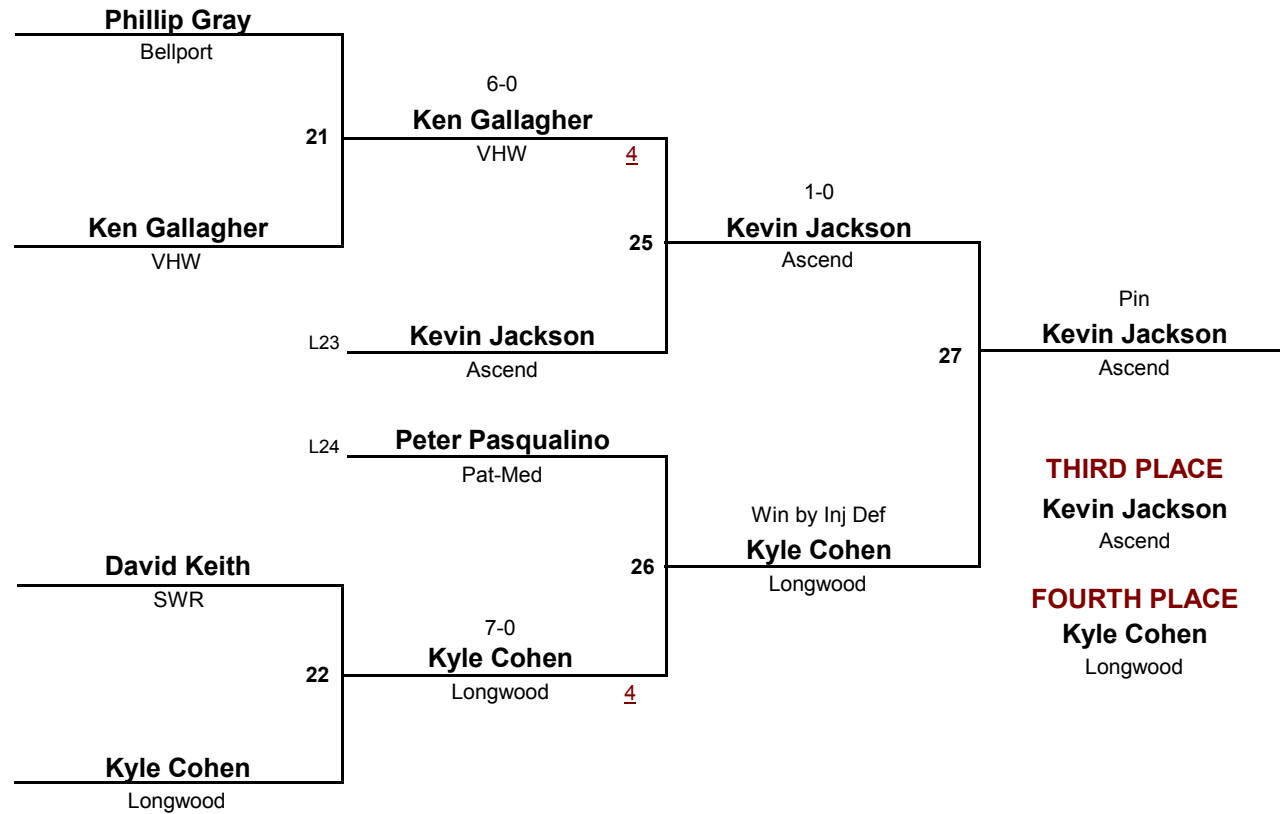 Phillip Gray
Bellport
21
Ken Gallagher
VHW
6-0
Ken Gallagher
VHW
4
25
L23
Kevin Jackson
Ascend
1-0
Kevin Jackson
Ascend
L24
Peter Pasqualino
Pat-Med
26
David Keith
SWR
22
Kyle Cohen
Longwood
7-0
Kyle Cohen
Longwood
4
Win by Inj Def
Kyle Cohen
Longwood
27
Pin
Kevin Jackson
Ascend
THIRD PLACE
Kevin Jackson
Ascend
FOURTH PLACE
Kyle Cohen
Longwood